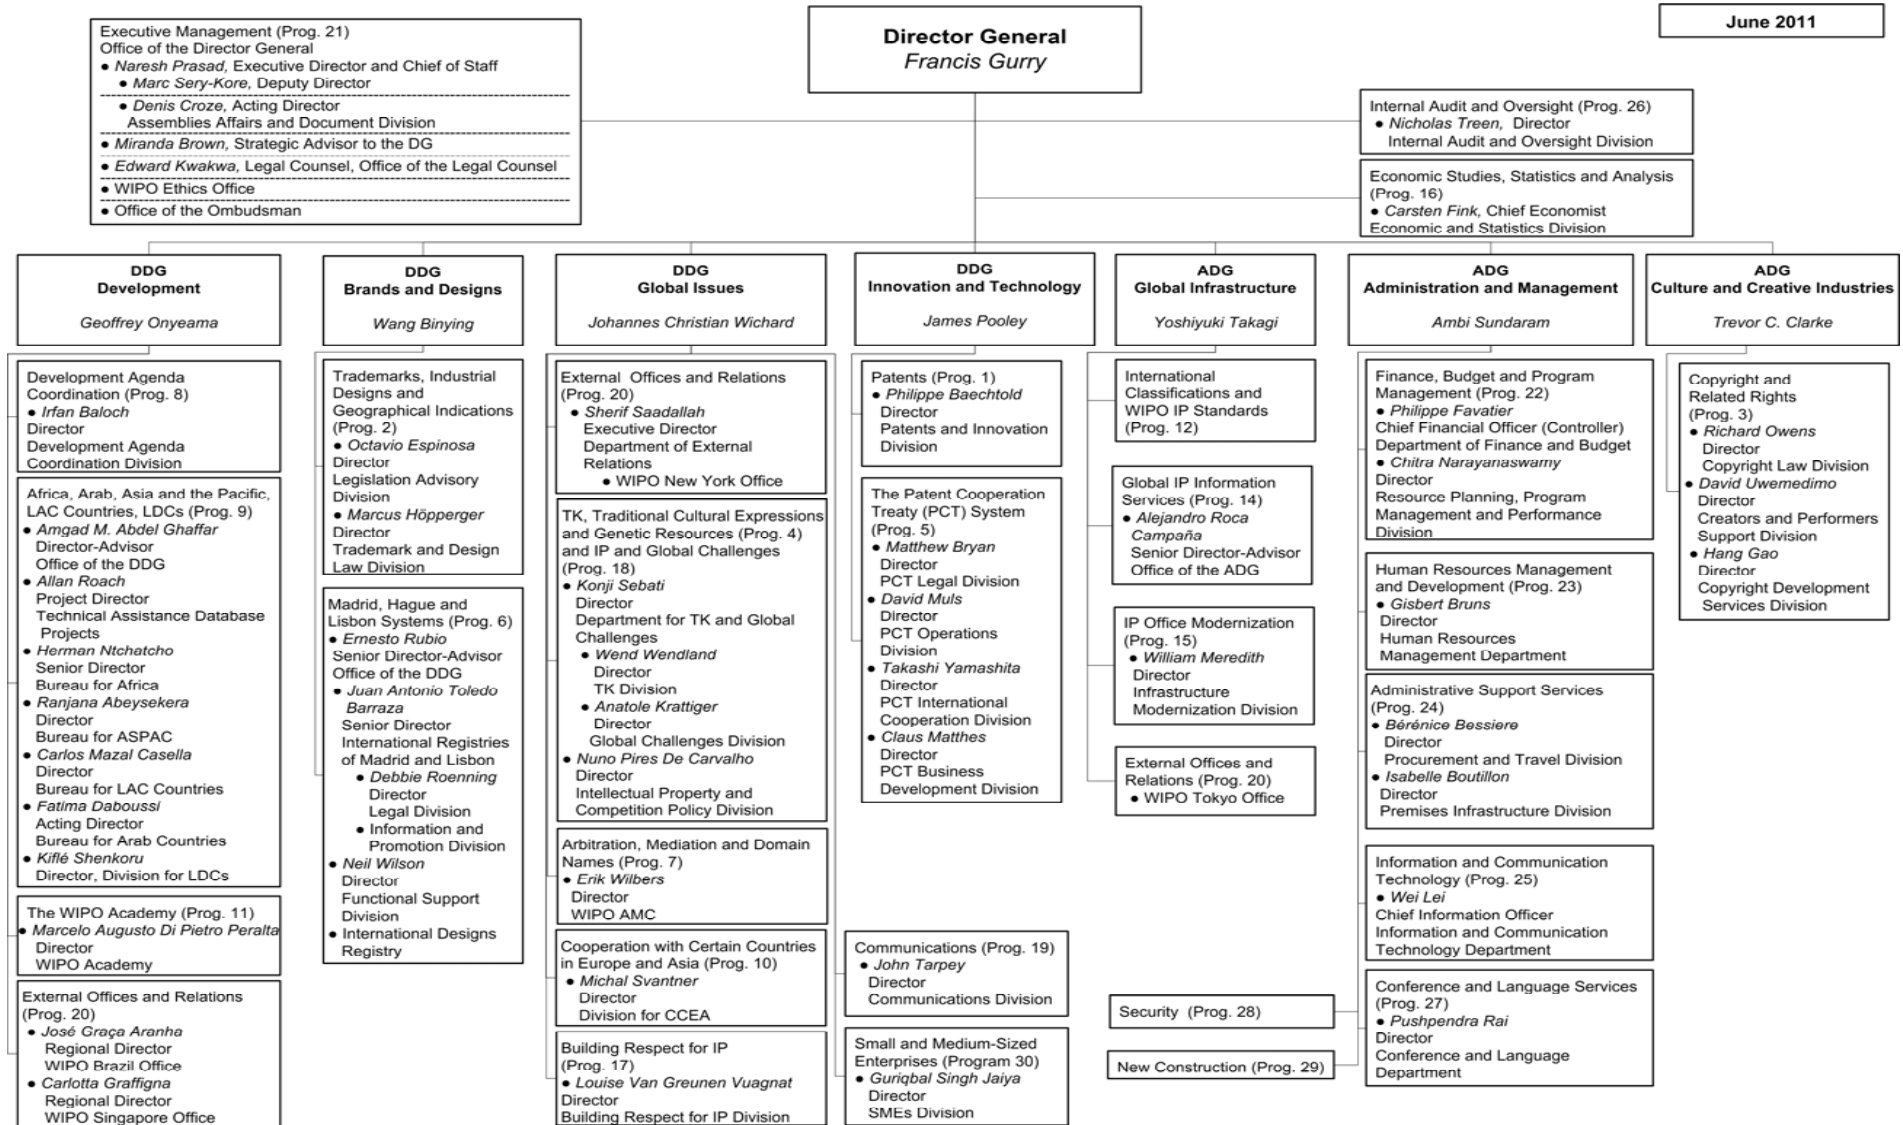 Director General
Francis Gurry
June 2011
Executive Management (Prog. 21)
Office of the Director General
• Naresh Prasad, Executive Director and Chief of Staff
• Marc Sery-Kore, Deputy Director
• Denis Croze, Acting Director
Assemblies Affairs and Document Division
• Miranda Brown, Strategic Advisor to the DG
• Edward Kwakwa, Legal Counsel, Office of the Legal Counsel
• WIPO Ethics Office
• Office of the Ombudsman
Internal Audit and Oversight (Prog. 26)
• Nicholas Treen, Director
Internal Audit and Oversight Division
Economic Studies, Statistics and Analysis
(Prog. 16)
• Carsten Fink, Chief Economist
Economic and Statistics Division
DDG
Development
Geoffrey Onyeama
Development Agenda
Coordination (Prog. 8)
• Irfan Baloch
Director
Development Agenda
Coordination Division
Africa, Arab, Asia and the Pacific,
LAC Countries, LDCs (Prog. 9)
• Amgad M. Abdel Ghaffar
Director-Advisor
Office of the DDG
• Allan Roach
Project Director
Technical Assistance Database
Projects
• Herman Ntchatcho
Senior Director
Bureau for Africa
• Ranjana Abeysekera
Director
Bureau for ASPAC
• Carlos Mazal Casella
Director
Bureau for LAC Countries
• Fatima Daboussi
Acting Director
Bureau for Arab Countries
• Kiflé Shenkoru
Director, Division for LDCs
The WIPO Academy (Prog. 11)
• Marcelo Augusto Di Pietro Peralta
Director
WIPO Academy
External Offices and Relations
(Prog. 20)
• José Graça Aranha
Regional Director
WIPO Brazil Office
• Carlotta Graffigna
Regional Director
WIPO Singapore Office
DDG
Brands and Designs
Wang Binying
Trademarks, Industrial
Designs and
Geographical Indications
(Prog. 2)
• Octavio Espinosa
Director
Legislation Advisory
Division
• Marcus Höpperger
Director
Trademark and Design
Law Division
Madrid, Hague and
Lisbon Systems (Prog. 6)
• Ernesto Rubio
Senior Director-Advisor
Office of the DDG
• Juan Antonio Toledo
Barraza
Senior Director
International Registries
of Madrid and Lisbon
• Debbie Roenning
Director
Legal Division
• Information and
Promotion Division
• Neil Wilson
Director
Functional Support
Division
• International Designs
Registry
DDG
Global Issues
Johannes Christian Wichard
External Offices and Relations
(Prog. 20)
• Sherif Saadallah
Executive Director
Department of External
Relations
• WIPO New York Office
TK, Traditional Cultural Expressions
and Genetic Resources (Prog. 4)
and IP and Global Challenges
(Prog. 18)
• Konji Sebati
Director
Department for TK and Global
Challenges
• Wend Wendland
Director
TK Division
• Anatole Krattiger
Director
Global Challenges Division
• Nuno Pires De Carvalho
Director
Intellectual Property and
Competition Policy Division
Arbitration, Mediation and Domain
Names (Prog. 7)
• Erik Wilbers
Director
WIPO AMC
Cooperation with Certain Countries
in Europe and Asia (Prog. 10)
• Michal Svantner
Director
Division for CCEA
Building Respect for IP
(Prog. 17)
• Louise Van Greunen Vuagnat
Director
Building Respect for IP Division
Communications (Prog. 19)
• John Tarpey
Director
Communications Division
Small and Medium-Sized
Enterprises (Program 30)
• Guriqbal Singh Jaiya
Director
SMEs Division
DDG
Innovation and Technology
James Pooley
Patents (Prog. 1)
• Philippe Baechtold
Director
Patents and Innovation
Division
The Patent Cooperation
Treaty (PCT) System
(Prog. 5)
• Matthew Bryan
Director
PCT Legal Division
• David Muls
Director
PCT Operations
Division
• Takashi Yamashita
Director
PCT International
Cooperation Division
• Claus Matthes
Director
PCT Business
Development Division
ADG
Global Infrastructure
Yoshiyuki Takagi
International
Classifications and
WIPO IP Standards
(Prog. 12)
Global IP Information
Services (Prog. 14)
• Alejandro Roca
Campaña
Senior Director-Advisor
Office of the ADG
IP Office Modernization
(Prog. 15)
• William Meredith
Director
Infrastructure
Modernization Division
External Offices and
Relations (Prog. 20)
• WIPO Tokyo Office
ADG
Administration and Management
Ambi Sundaram
Finance, Budget and Program
Management (Prog. 22)
• Philippe Favatier
Chief Financial Officer (Controller)
Department of Finance and Budget
• Chitra Narayanaswamy
Director
Resource Planning, Program
Management and Performance
Division
Human Resources Management
and Development (Prog. 23)
• Gisbert Bruns
Director
Human Resources
Management Department
Administrative Support Services
(Prog. 24)
• Bérénice Bessiere
Director
Procurement and Travel Division
• Isabelle Boutillon
Director
Premises Infrastructure Division
Information and Communication
Technology (Prog. 25)
• Wei Lei
Chief Information Officer
Information and Communication
Technology Department
Conference and Language Services
(Prog. 27)
• Pushpendra Rai
Director
Conference and Language
Department
Security (Prog. 28)
New Construction (Prog. 29)
ADG
Culture and Creative Industries
Trevor C. Clarke
Copyright and
Related Rights
(Prog. 3)
• Richard Owens
Director
Copyright Law Division
• David Uwemedimo
Director
Creators and Performers
Support Division
• Hang Gao
Director
Copyright Development
Services Division